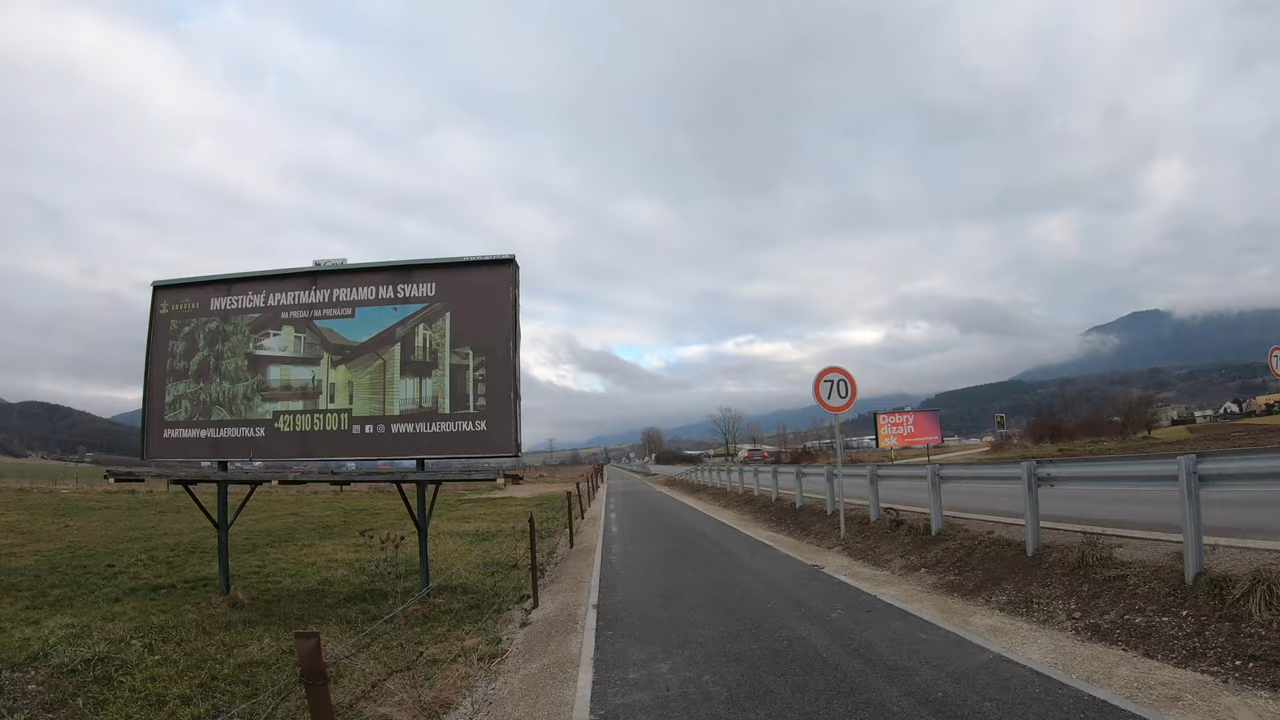 INVESTIČNÉ APARTMÁNY PRIAMO NA SVAHU
NA PREDAJ / NA PRENÁJOM
+421 910 51 00 11
APARTMANY@VILLAERDUTKA.SK
WWW.VILLAERDUTKA.SK
70
Dobrý
dizajn
.sk